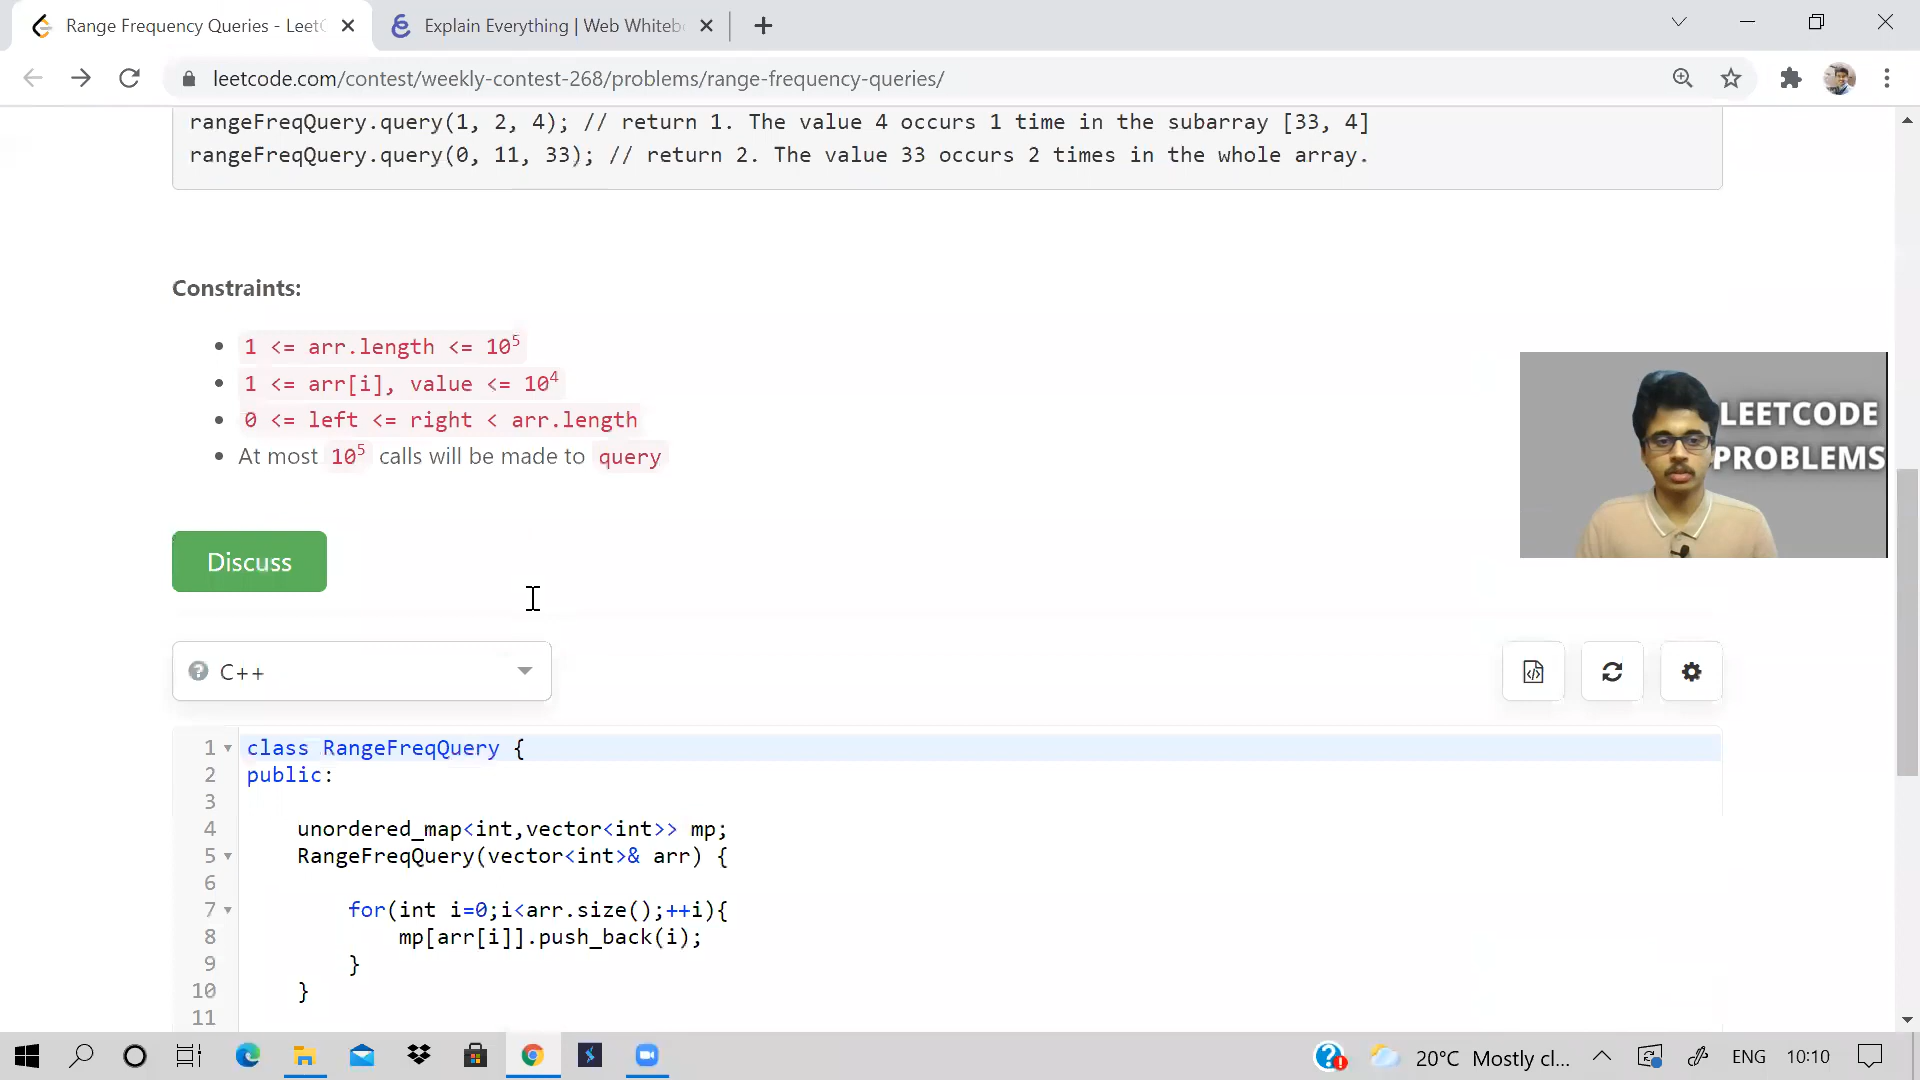 Range Frequency Queries - LeetC
Explain Everything | Web Whiteb
leetcode.com/contest/weekly-contest-268/problems/range-frequency-queries/
rangeFreqQuery.query(1, 2, 4); // return 1. The value 4 occurs 1 time in the subarray [33, 4]
rangeFreqQuery.query(0, 11, 33); // return 2. The value 33 occurs 2 times in the whole array.
Constraints:
1 <= arr.length <= 10^5
1 <= arr[i], value <= 10^4
0 <= left <= right < arr.length
At most 10^5 calls will be made to query
LEETCODE
PROBLEMS
Discuss
C++
1 class RangeFreqQuery {
2 public:
3
4 unordered_map<int,vector<int>> mp;
5 RangeFreqQuery(vector<int>& arr) {
6
7 for(int i=0;i<arr.size();++i){
8 mp[arr[i]].push_back(i);
9 }
10 }
11
20°C Mostly cl... ENG 10:10